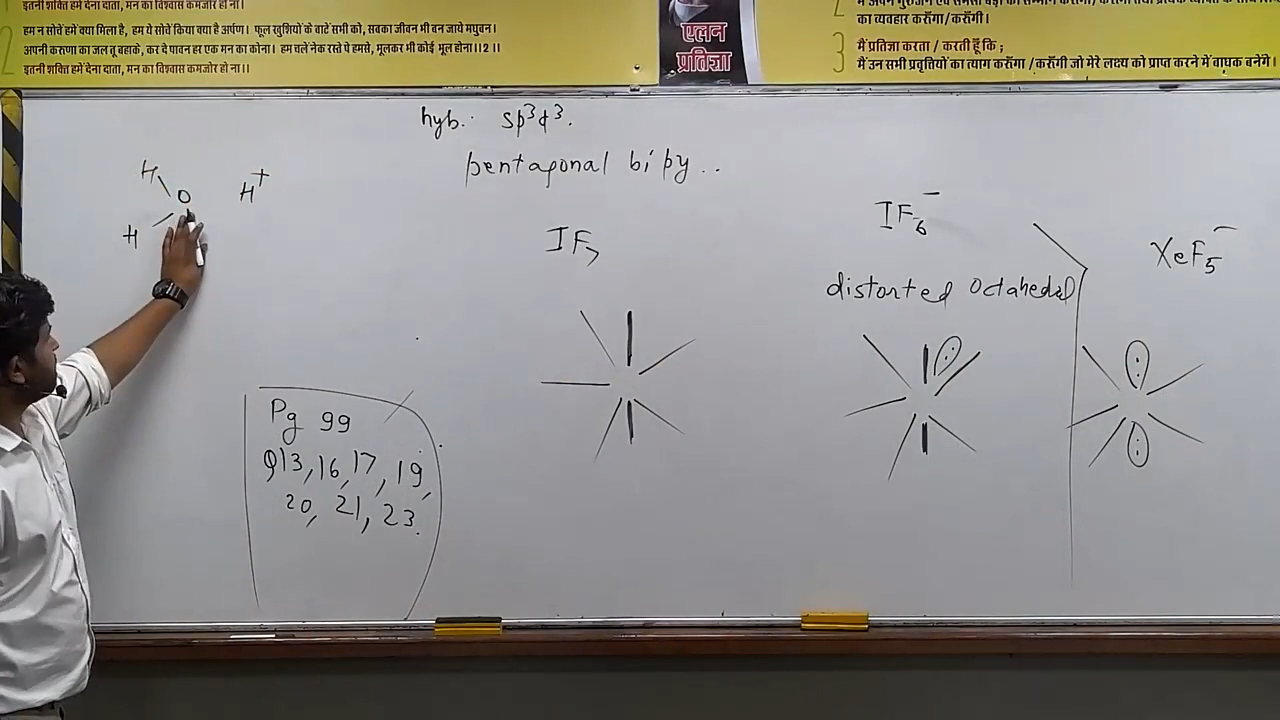 इतनी शक्ति हमें देना दाता, मन का विश्वास कमजोर हो ना।
2
हम न सोचें हमें क्या मिला है, हम ये सोचें किया क्या है अर्पण। फूल खुशियों के बाटें सभी को, सबका जीवन भी बन जाये मधुबन।
अपनी करुणा का जल तू बहाके, कर दे पावन हर एक मन का कोना। हम चलें नेक रस्ते पे हमसे, भूलकर भी कोई भूल होना।।2।।
इतनी शक्ति हमें देना दाता, मन का विश्वास कमजोर हो ना।।
एलन
प्रतिज्ञा
2
का व्यवहार करूँगा/करूँगी।
3
मैं प्रतिज्ञा करता / करती हूँ कि ;
मैं उन सभी प्रवृत्तियों का त्याग करूँगा /करूँगी जो मेरे लक्ष्य को प्राप्त करने में बाधक बनेंगे।
hyb. sp³d³.
pentagonal bipy..
H
O
H⁺
H
IF₇
IF₆⁻
XeF₅⁻
distorted Octahedral
Pg 99
Q13, 16, 17, 19,
20, 21, 23.